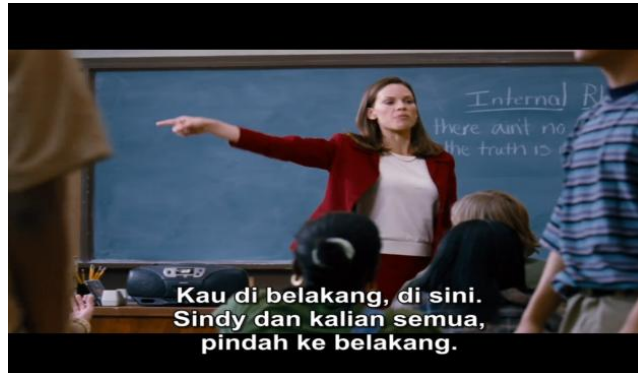 Internal
there ain't no
the truth is
Kau di belakang, di sini.
Sindy dan kalian semua,
pindah ke belakang.